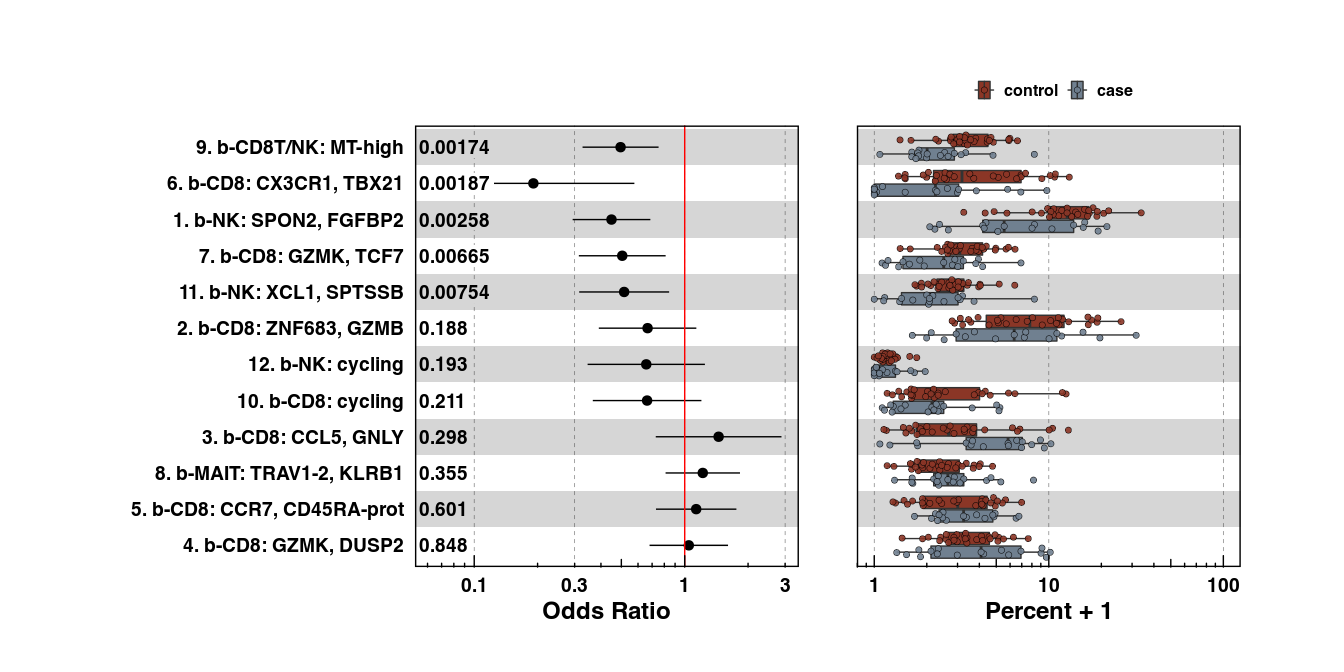 control case
9. b-CD8T/NK: MT-high 0.00174
6. b-CD8: CX3CR1, TBX21 0.00187
1. b-NK: SPON2, FGFBP2 0.00258
7. b-CD8: GZMK, TCF7 0.00665
11. b-NK: XCL1, SPTSSB 0.00754
2. b-CD8: ZNF683, GZMB 0.188
12. b-NK: cycling 0.193
10. b-CD8: cycling 0.211
3. b-CD8: CCL5, GNLY 0.298
8. b-MAIT: TRAV1-2, KLRB1 0.355
5. b-CD8: CCR7, CD45RA-prot 0.601
4. b-CD8: GZMK, DUSP2 0.848
0.1 0.3 1 3 1 10 100
Odds Ratio Percent + 1